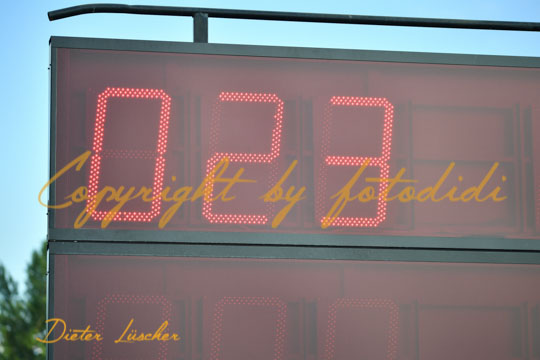 023
Copyright by fotodidi
Dieter Lüscher